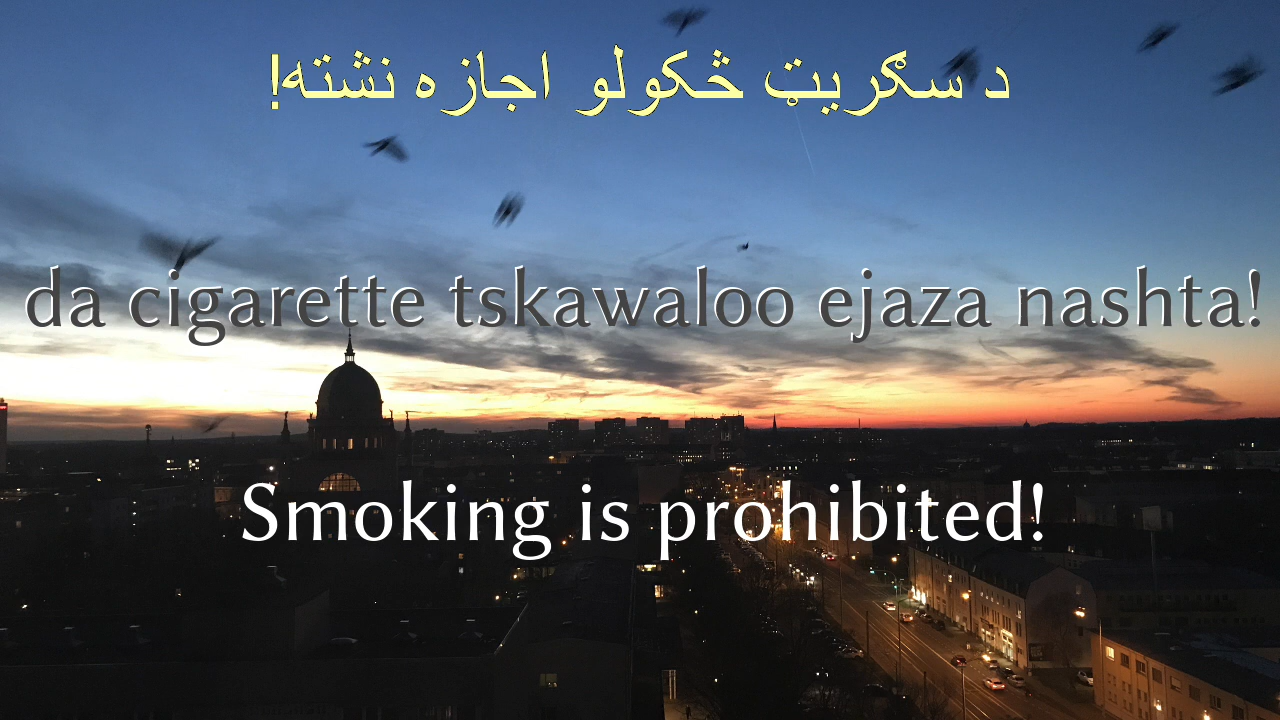 د سګريټ څکولو اجازه نشته!
da cigarette tskawaloo ejaza nashta!
Smoking is prohibited!